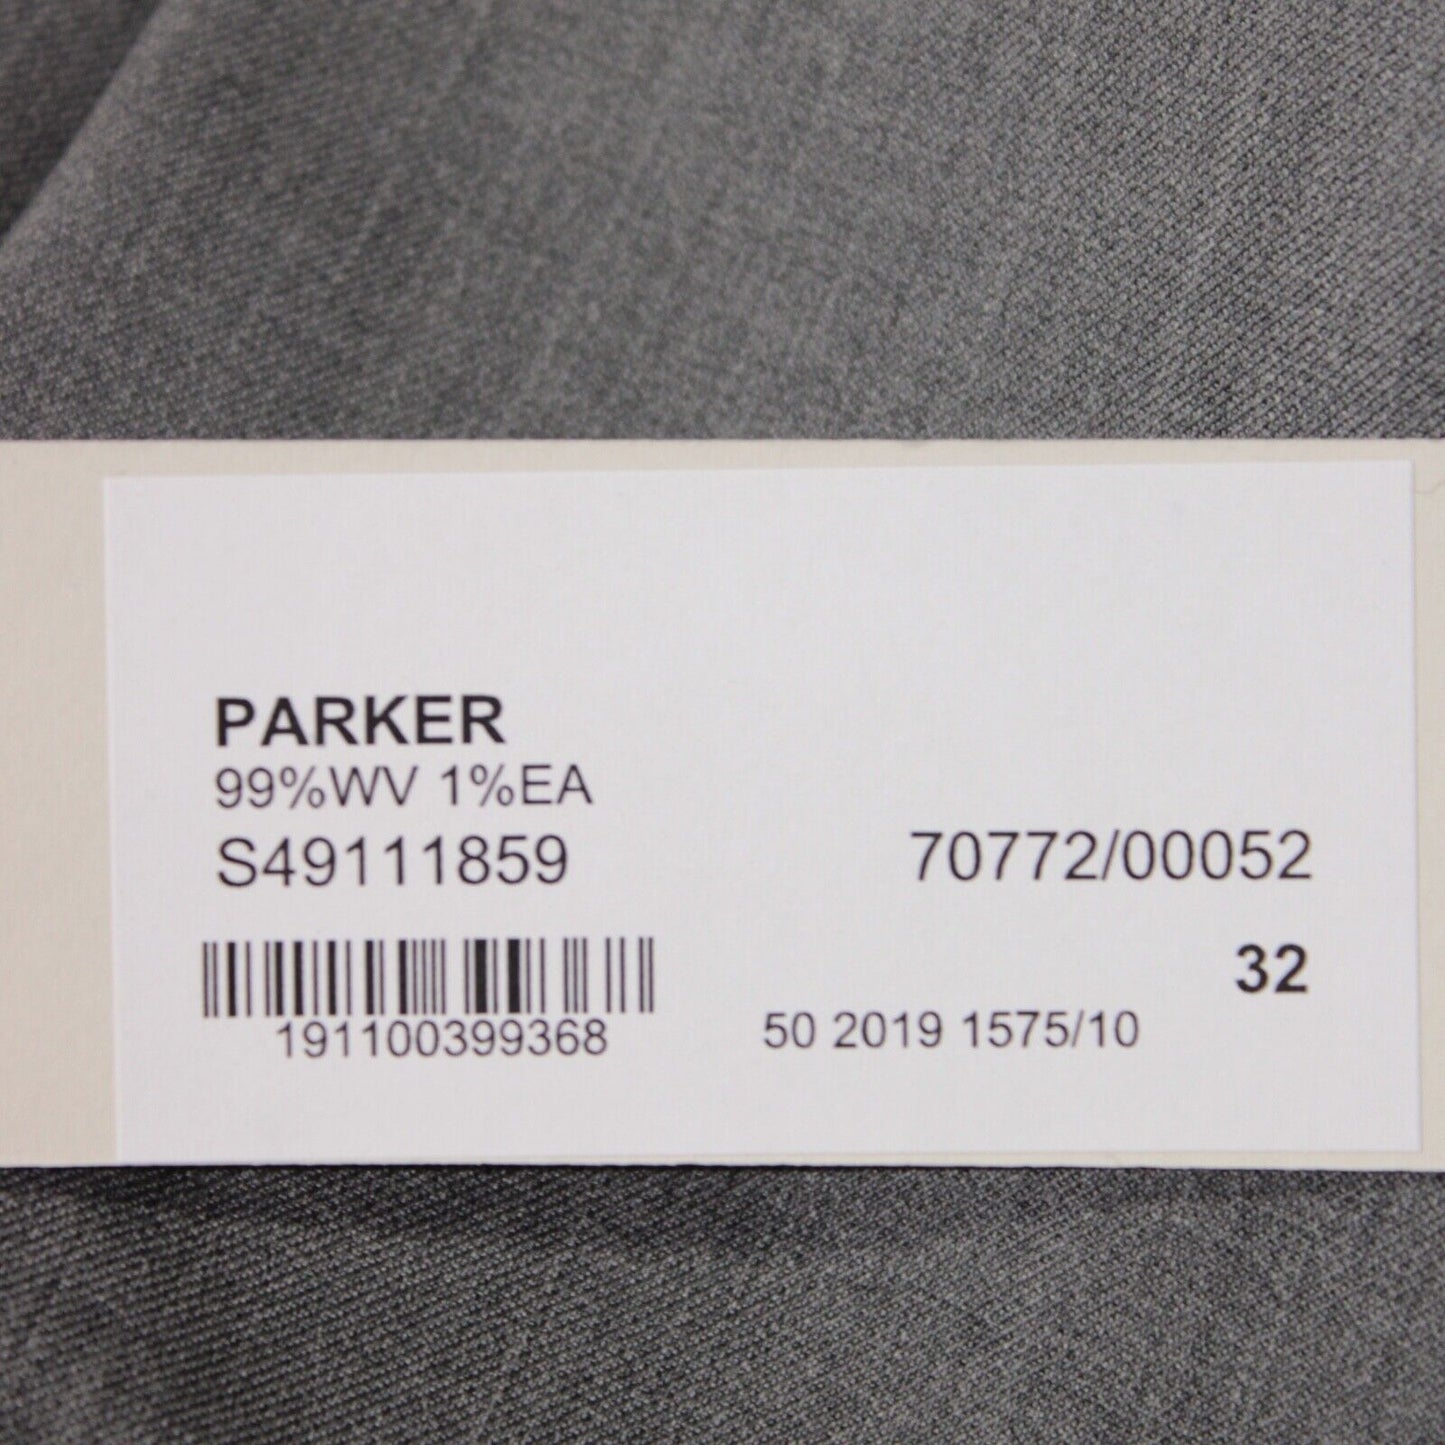 PARKER
99%WV 1%EA
S49111859 70772/00052
32
191100399368 50 2019 1575/10